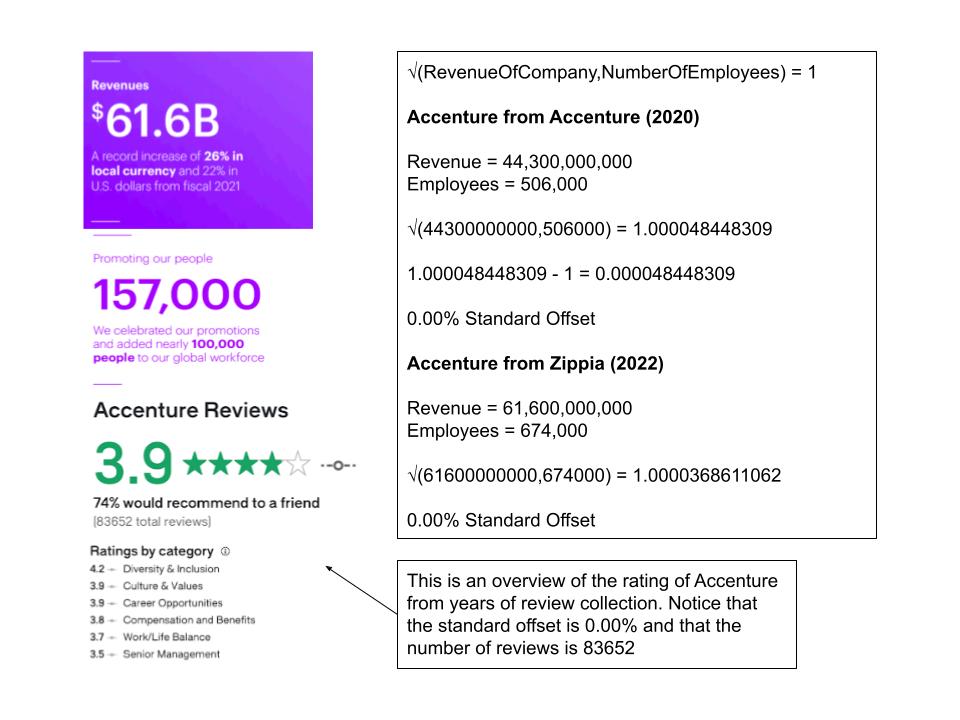 Revenues
$61.6B
A record increase of 26% in
local currency and 22% in
U.S. dollars from fiscal 2021
Promoting our people
157,000
We celebrated our promotions
and added nearly 100,000
people to our global workforce
Accenture Reviews
3.9
74% would recommend to a friend
(83652 total reviews)
Ratings by category
4.2 Diversity & Inclusion
3.9 Culture & Values
3.9 Career Opportunities
3.8 Compensation and Benefits
3.7 Work/Life Balance
3.5 Senior Management
√(RevenueOfCompany,NumberOfEmployees) = 1
Accenture from Accenture (2020)
Revenue = 44,300,000,000
Employees = 506,000
√(44300000000,506000) = 1.000048448309
1.000048448309 - 1 = 0.000048448309
0.00% Standard Offset
Accenture from Zippia (2022)
Revenue = 61,600,000,000
Employees = 674,000
√(61600000000,674000) = 1.0000368611062
0.00% Standard Offset
This is an overview of the rating of Accenture
from years of review collection. Notice that
the standard offset is 0.00% and that the
number of reviews is 83652